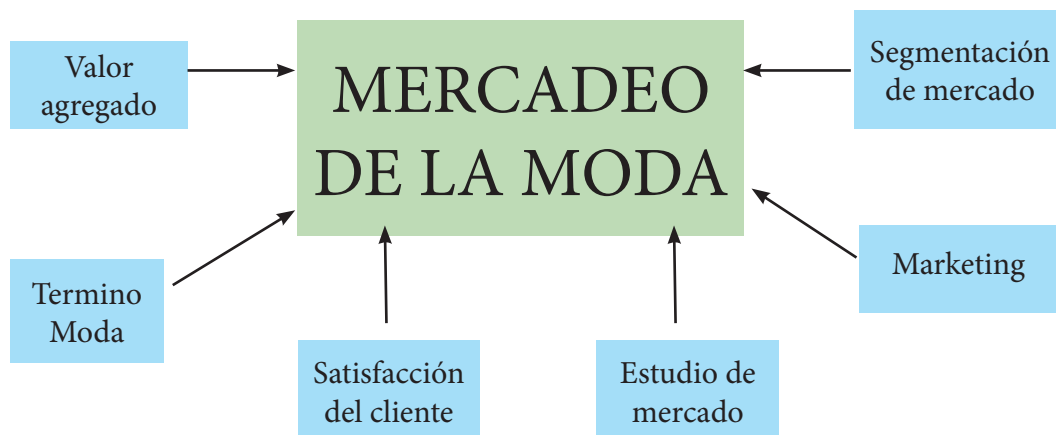 Valor
agregado
MERCADEO
DE LA MODA
Segmentación
de mercado
Termino
Moda
Satisfacción
del cliente
Estudio de
mercado
Marketing